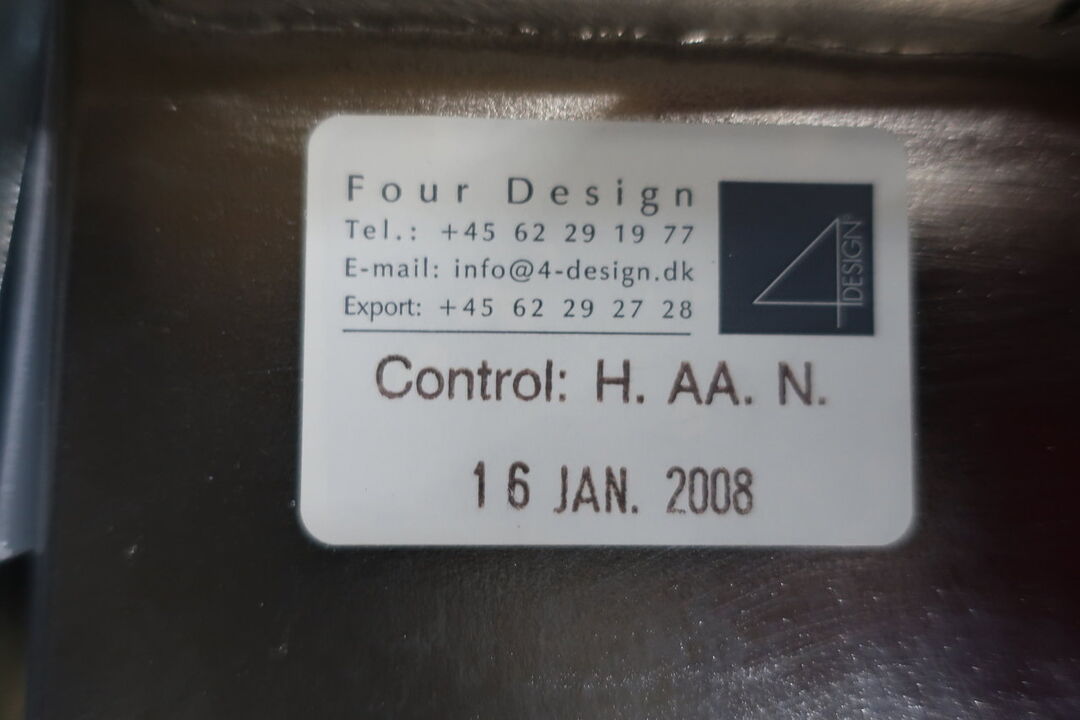 Four Design
Tel.: +45 62 29 19 77
E-mail: info@4-design.dk
Export: +45 62 29 27 28
4 DESIGN®
Control: H. AA. N.
16 JAN. 2008